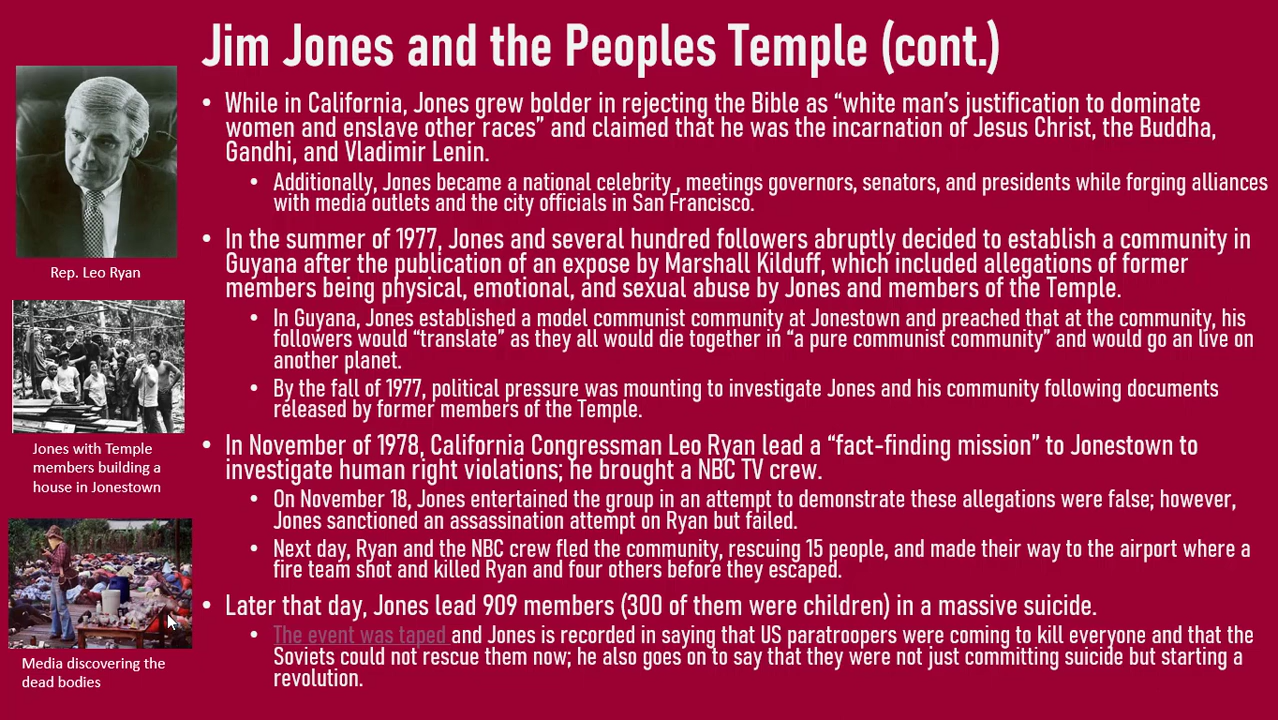 Jim Jones and the Peoples Temple (cont.)
• While in California, Jones grew bolder in rejecting the Bible as “white man’s justification to dominate
women and enslave other races” and claimed that he was the incarnation of Jesus Christ, the Buddha,
Gandhi, and Vladimir Lenin.
• Additionally, Jones became a national celebrity , meetings governors, senators, and presidents while forging alliances
with media outlets and the city officials in San Francisco.
• In the summer of 1977, Jones and several hundred followers abruptly decided to establish a community in
Guyana after the publication of an expose by Marshall Kilduff, which included allegations of former
members being physical, emotional, and sexual abuse by Jones and members of the Temple.
• In Guyana, Jones established a model communist community at Jonestown and preached that at the community, his
followers would “translate” as they all would die together in “a pure communist community” and would go an live on
another planet.
• By the fall of 1977, political pressure was mounting to investigate Jones and his community following documents
released by former members of the Temple.
• In November of 1978, California Congressman Leo Ryan lead a “fact-finding mission” to Jonestown to
investigate human right violations; he brought a NBC TV crew.
• On November 18, Jones entertained the group in an attempt to demonstrate these allegations were false; however,
Jones sanctioned an assassination attempt on Ryan but failed.
• Next day, Ryan and the NBC crew fled the community, rescuing 15 people, and made their way to the airport where a
fire team shot and killed Ryan and four others before they escaped.
• Later that day, Jones lead 909 members (300 of them were children) in a massive suicide.
• The event was taped and Jones is recorded in saying that US paratroopers were coming to kill everyone and that the
Soviets could not rescue them now; he also goes on to say that they were not just committing suicide but starting a
revolution.
Rep. Leo Ryan
Jones with Temple
members building a
house in Jonestown
Media discovering the
dead bodies